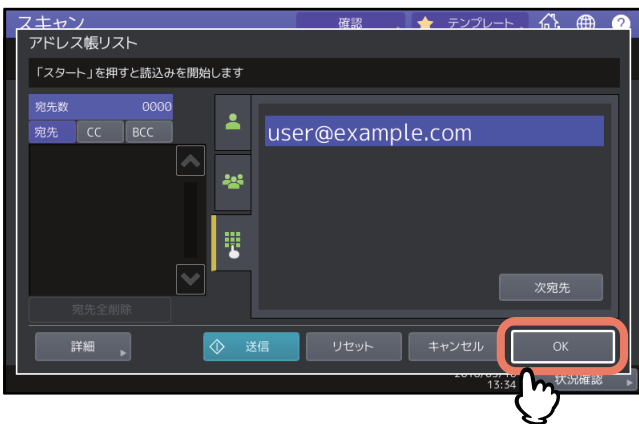 スキャン
確認
テンプレート
?
アドレス帳リスト
「スタート」を押すと読込みを開始します
宛先数 0000
宛先 CC BCC
user@example.com
次宛先
宛先全削除
詳細
送信
リセット
キャンセル
OK
13:34
状況確認